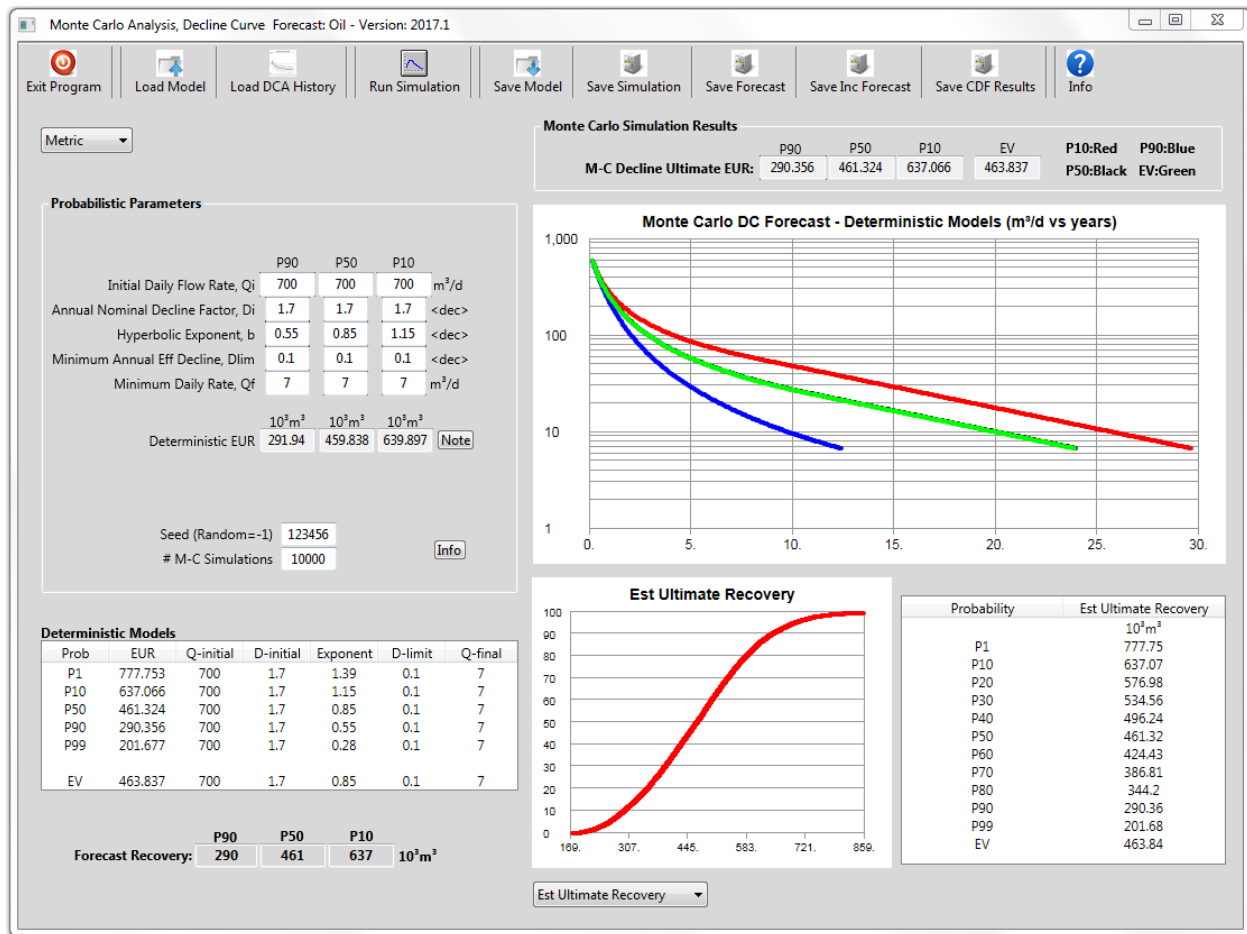 Monte Carlo Analysis, Decline Curve  Forecast: Oil - Version: 2017.1
Exit Program
Load Model
Load DCA History
Run Simulation
Save Model
Save Simulation
Save Forecast
Save Inc Forecast
Save CDF Results
Info
Metric
Monte Carlo Simulation Results
P90 P50 P10 EV
M-C Decline Ultimate EUR: 290.356 461.324 637.066 463.837
P10:Red P90:Blue
P50:Black EV:Green
Probabilistic Parameters
P90 P50 P10
Initial Daily Flow Rate, Qi 700 700 700 m³/d
Annual Nominal Decline Factor, Di 1.7 1.7 1.7 <dec>
Hyperbolic Exponent, b 0.55 0.85 1.15 <dec>
Minimum Annual Eff Decline, Dlim 0.1 0.1 0.1 <dec>
Minimum Daily Rate, Qf 7 7 7 m³/d
10³m³ 10³m³ 10³m³
Deterministic EUR 291.94 459.838 639.897 Note
Seed (Random=-1) 123456
# M-C Simulations 10000
Info
Monte Carlo DC Forecast - Deterministic Models (m³/d vs years)
1,000
100
10
1
0. 5. 10. 15. 20. 25. 30.
Deterministic Models
Prob EUR Q-initial D-initial Exponent D-limit Q-final
P1 777.753 700 1.7 1.39 0.1 7
P10 637.066 700 1.7 1.15 0.1 7
P50 461.324 700 1.7 0.85 0.1 7
P90 290.356 700 1.7 0.55 0.1 7
P99 201.677 700 1.7 0.28 0.1 7
EV 463.837 700 1.7 0.85 0.1 7
P90 P50 P10
Forecast Recovery: 290 461 637 10³m³
Est Ultimate Recovery
100
90
80
70
60
50
40
30
20
10
0
169. 307. 445. 583. 721. 859.
Est Ultimate Recovery
Probability Est Ultimate Recovery
10³m³
P1 777.75
P10 637.07
P20 576.98
P30 534.56
P40 496.24
P50 461.32
P60 424.43
P70 386.81
P80 344.2
P90 290.36
P99 201.68
EV 463.84